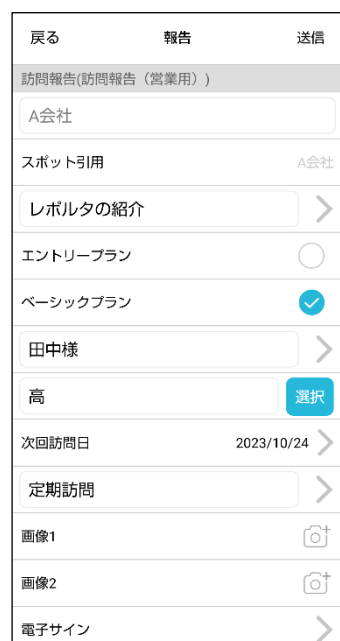 戻る 報告 送信
訪問報告(訪問報告（営業用）)
A会社
スポット引用 A会社
レポルタの紹介
エントリープラン
ベーシックプラン
田中様
高 選択
次回訪問日 2023/10/24
定期訪問
画像1
画像2
電子サイン